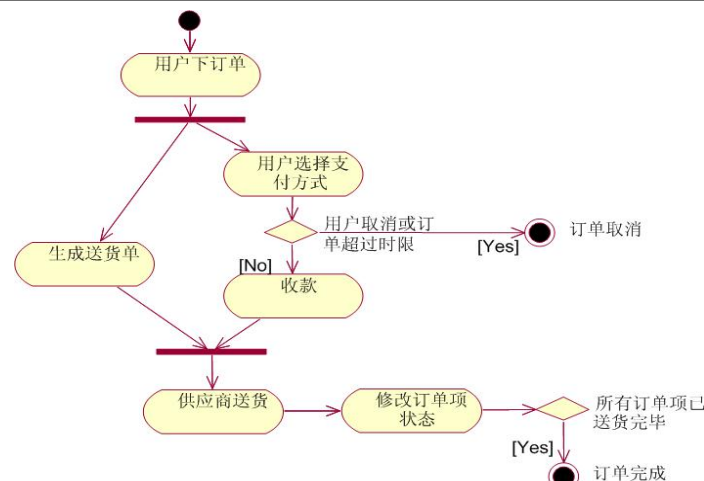 用户下订单
用户选择支
付方式
用户取消或订
单超过时限
[Yes]
订单取消
生成送货单
[No]
收款
供应商送货
修改订单项
状态
所有订单项已
送货完毕
[Yes]
订单完成